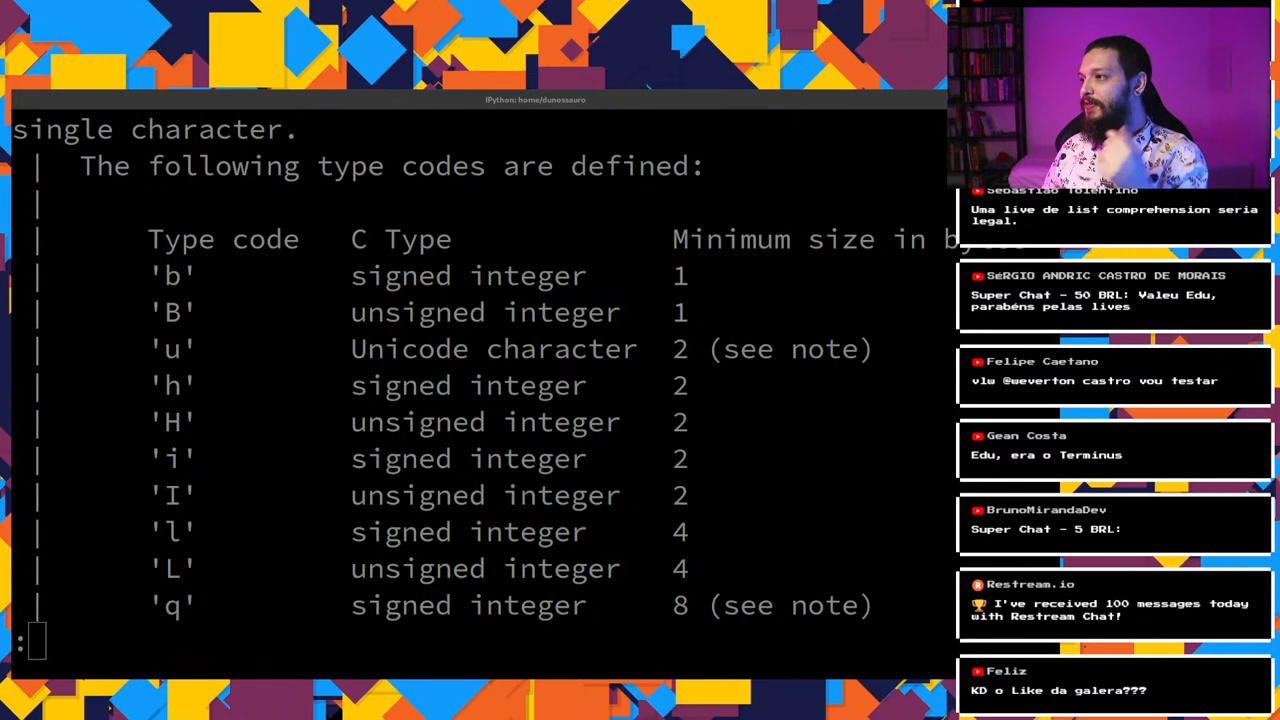 IPython: home/dunossauro
single character.
| The following type codes are defined:
|
| Type code C Type Minimum size in bytes
| 'b' signed integer 1
| 'B' unsigned integer 1
| 'u' Unicode character 2 (see note)
| 'h' signed integer 2
| 'H' unsigned integer 2
| 'i' signed integer 2
| 'I' unsigned integer 2
| 'l' signed integer 4
| 'L' unsigned integer 4
| 'q' signed integer 8 (see note)
:
Sebastião Tolentino
Uma live de list comprehension seria
legal.
SéRGIO ANDRIC CASTRO DE MORAIS
Super Chat - 50 BRL: Valeu Edu,
parabéns pelas lives
Felipe Caetano
vlw @weverton castro vou testar
Gean Costa
Edu, era o Terminus
BrunoMirandaDev
Super Chat - 5 BRL:
Restream.io
🏆 I've received 100 messages today
with Restream Chat!
Feliz
KD o Like da galera???